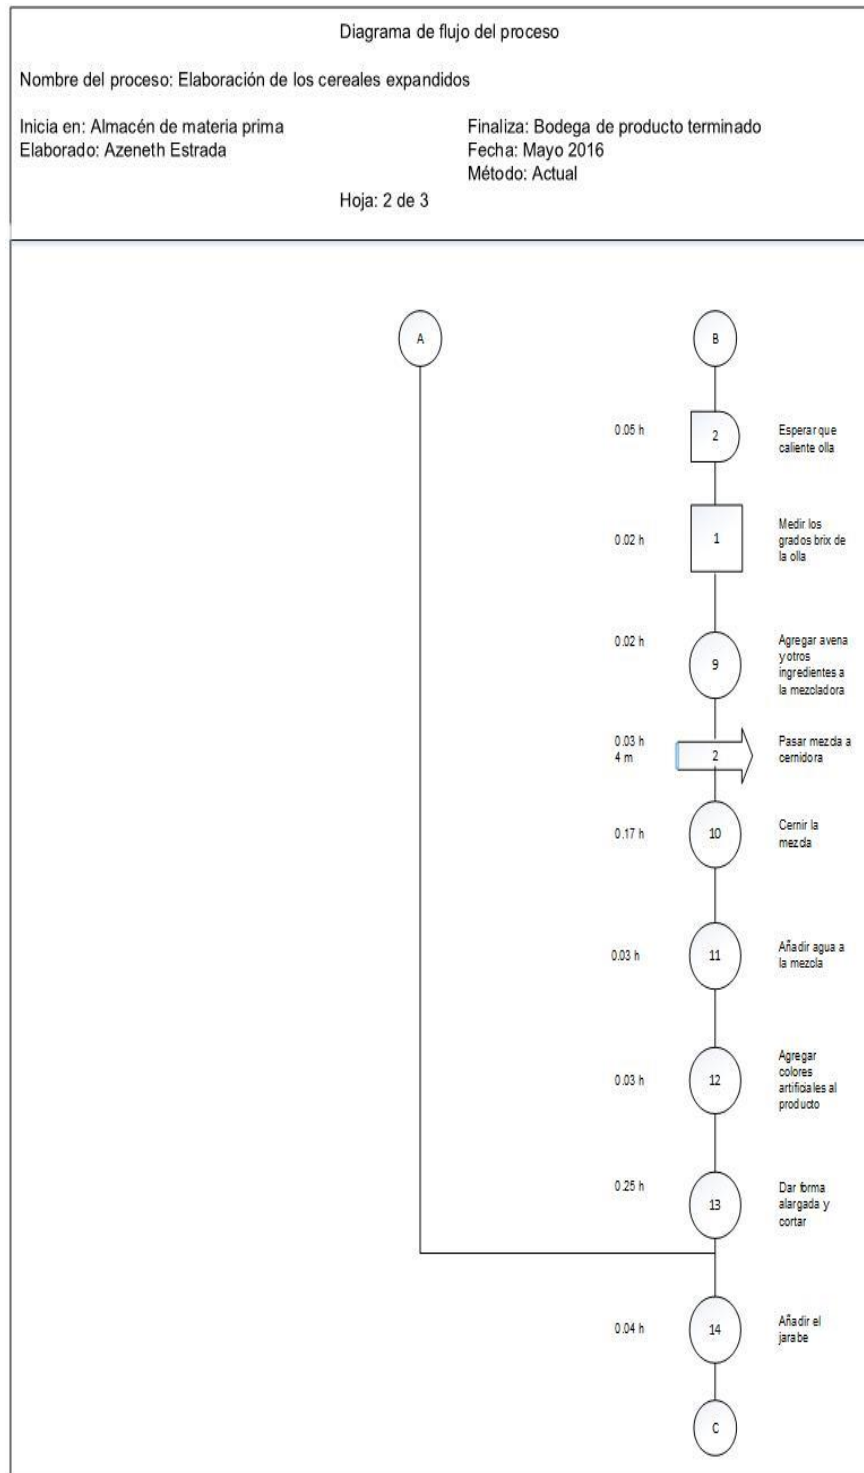 Diagrama de flujo del proceso
Nombre del proceso: Elaboración de los cereales expandidos
Inicia en: Almacén de materia prima
Finaliza: Bodega de producto terminado
Elaborado: Azeneth Estrada
Fecha: Mayo 2016
Método: Actual
Hoja: 2 de 3
A
B
0.05 h
2
Esperar que
caliente olla
0.02 h
1
Medir los
grados brix de
la olla
0.02 h
9
Agregar avena
y otros
ingredientes a
la mezcladora
0.03 h
4 m
2
Pasar mezcla a
cernidora
0.17 h
10
Cernir la
mezcla
0.03 h
11
Añadir agua a
la mezcla
0.03 h
12
Agregar
colores
artificiales al
producto
0.25 h
13
Dar forma
alargada y
cortar
0.04 h
14
Añadir el
jarabe
C